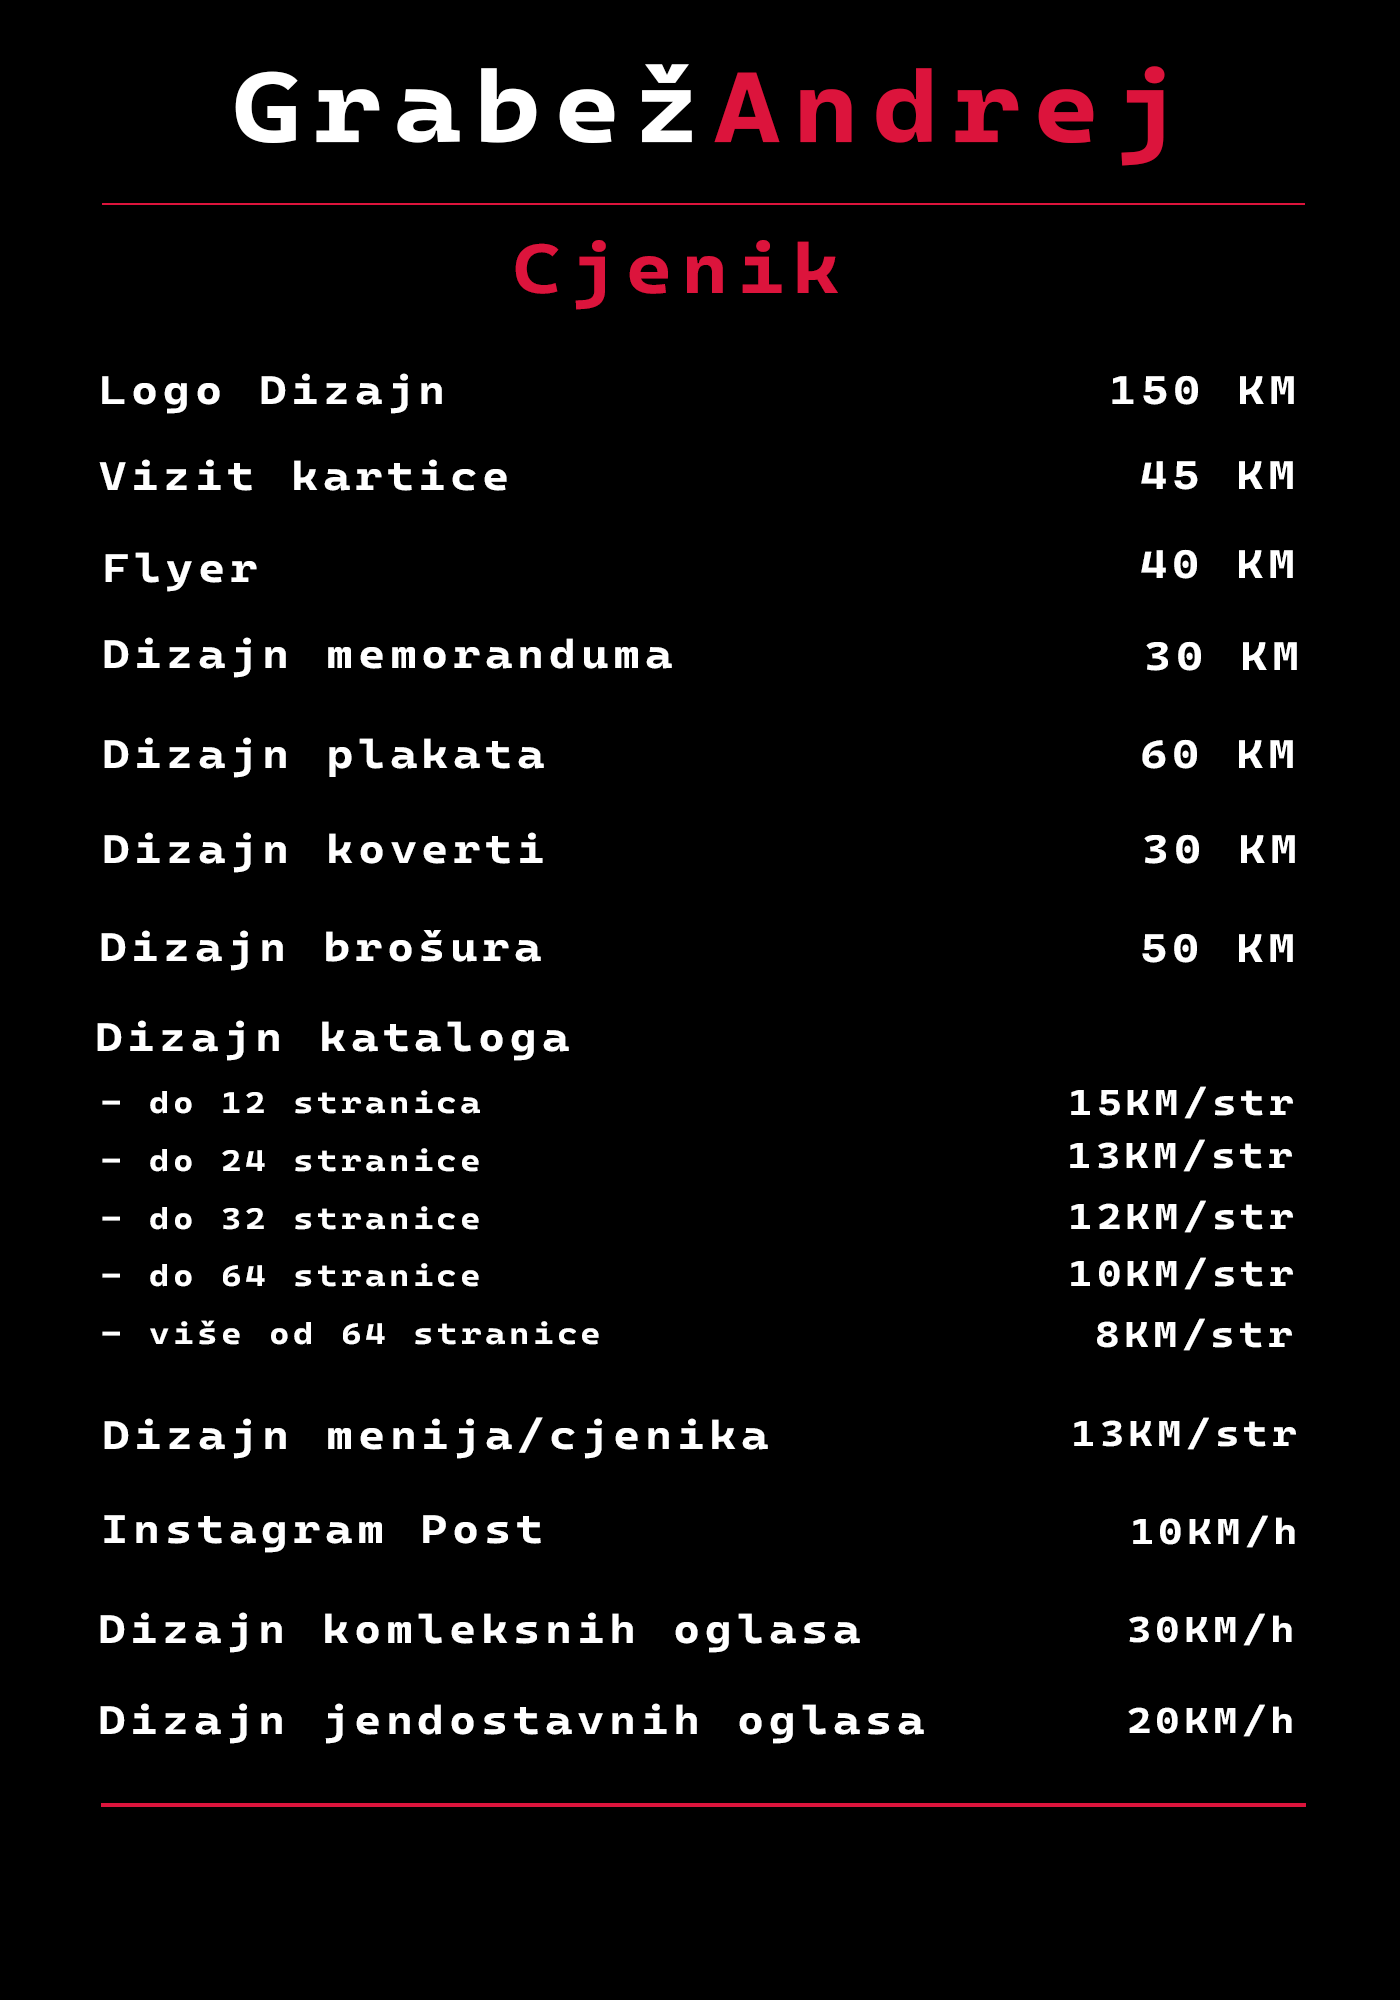 GrabežAndrej
Cjenik
Logo Dizajn 150 KM
Vizit kartice 45 KM
Flyer 40 KM
Dizajn memoranduma 30 KM
Dizajn plakata 60 KM
Dizajn koverti 30 KM
Dizajn brošura 50 KM
Dizajn kataloga
- do 12 stranica 15KM/str
- do 24 stranice 13KM/str
- do 32 stranice 12KM/str
- do 64 stranice 10KM/str
- više od 64 stranice 8KM/str
Dizajn menija/cjenika 13KM/str
Instagram Post 10KM/h
Dizajn komleksnih oglasa 30KM/h
Dizajn jendostavnih oglasa 20KM/h